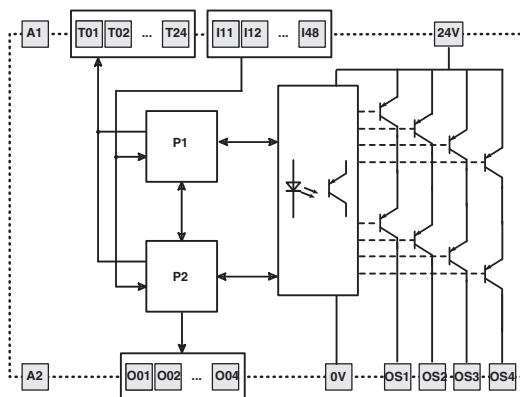 A1 T01 T02 ... T24 I11 I12 ... I48 24V
P1
P2
A2 O01 O02 ... O04 0V OS1 OS2 OS3 OS4